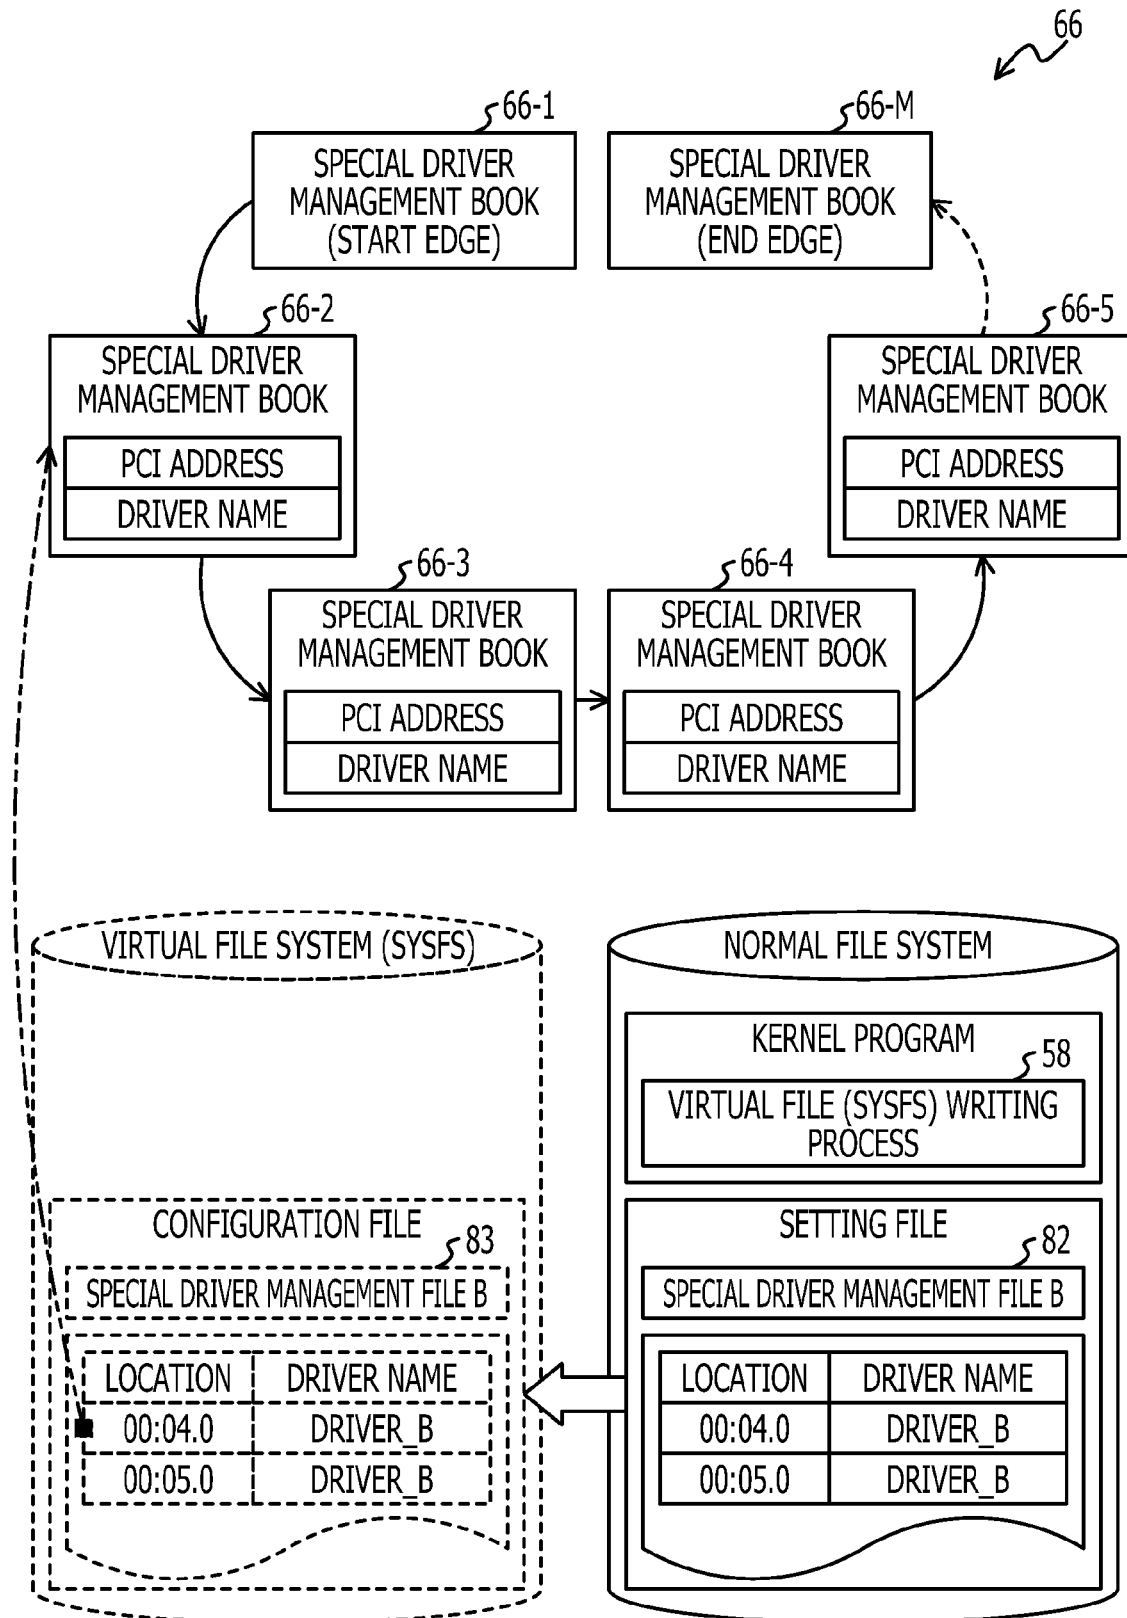 66
66-1
SPECIAL DRIVER
MANAGEMENT BOOK
(START EDGE)
66-M
SPECIAL DRIVER
MANAGEMENT BOOK
(END EDGE)
66-2
SPECIAL DRIVER
MANAGEMENT BOOK
PCI ADDRESS
DRIVER NAME
66-5
SPECIAL DRIVER
MANAGEMENT BOOK
PCI ADDRESS
DRIVER NAME
66-3
SPECIAL DRIVER
MANAGEMENT BOOK
PCI ADDRESS
DRIVER NAME
66-4
SPECIAL DRIVER
MANAGEMENT BOOK
PCI ADDRESS
DRIVER NAME
VIRTUAL FILE SYSTEM (SYSFS)
CONFIGURATION FILE
83
SPECIAL DRIVER MANAGEMENT FILE B
LOCATION DRIVER NAME
00:04.0 DRIVER_B
00:05.0 DRIVER_B
NORMAL FILE SYSTEM
KERNEL PROGRAM
58
VIRTUAL FILE (SYSFS) WRITING
PROCESS
SETTING FILE
82
SPECIAL DRIVER MANAGEMENT FILE B
LOCATION DRIVER NAME
00:04.0 DRIVER_B
00:05.0 DRIVER_B